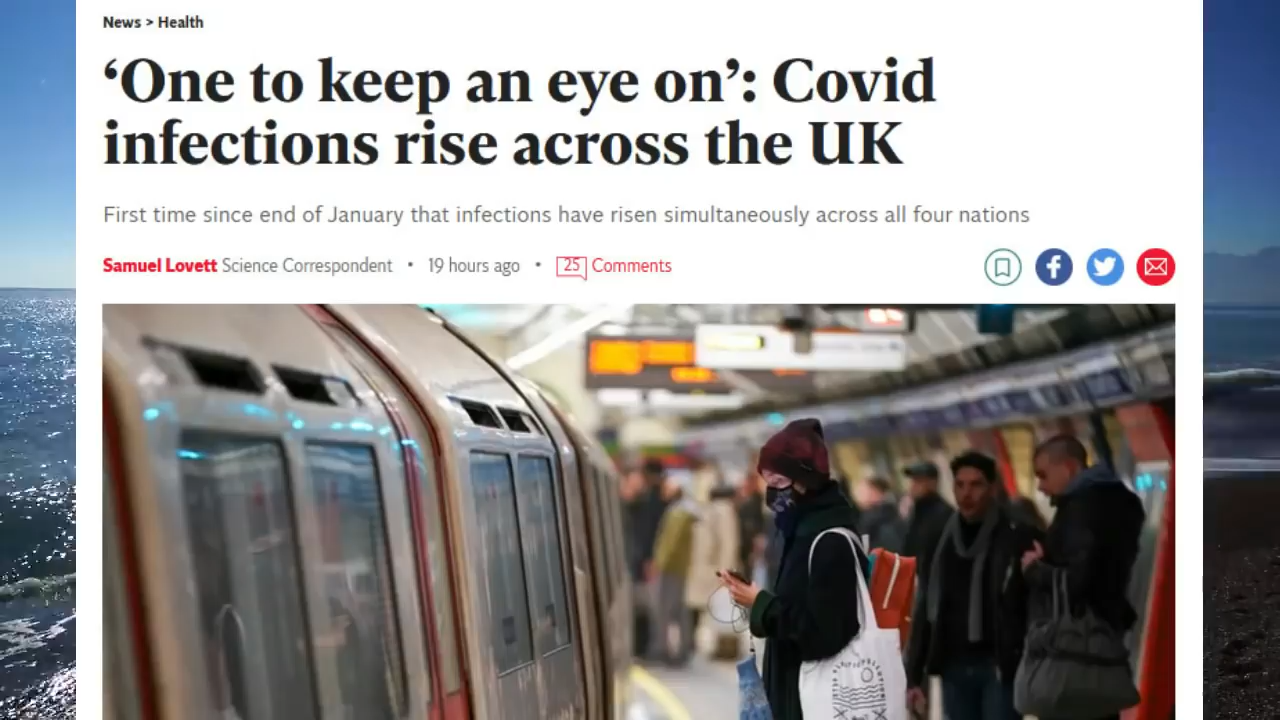 News > Health
‘One to keep an eye on’: Covid
infections rise across the UK
First time since end of January that infections have risen simultaneously across all four nations
Samuel Lovett Science Correspondent • 19 hours ago • 25 Comments